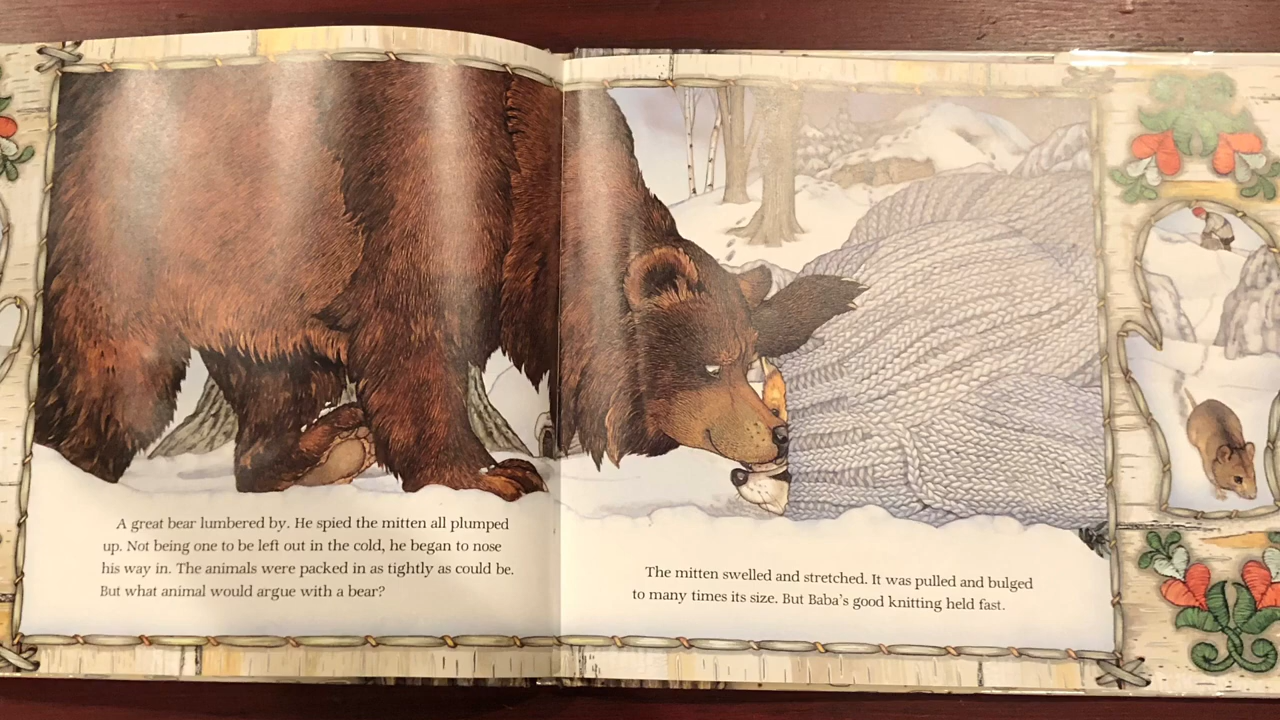 A great bear lumbered by. He spied the mitten all plumped
up. Not being one to be left out in the cold, he began to nose
his way in. The animals were packed in as tightly as could be.
But what animal would argue with a bear?
The mitten swelled and stretched. It was pulled and bulged
to many times its size. But Baba's good knitting held fast.